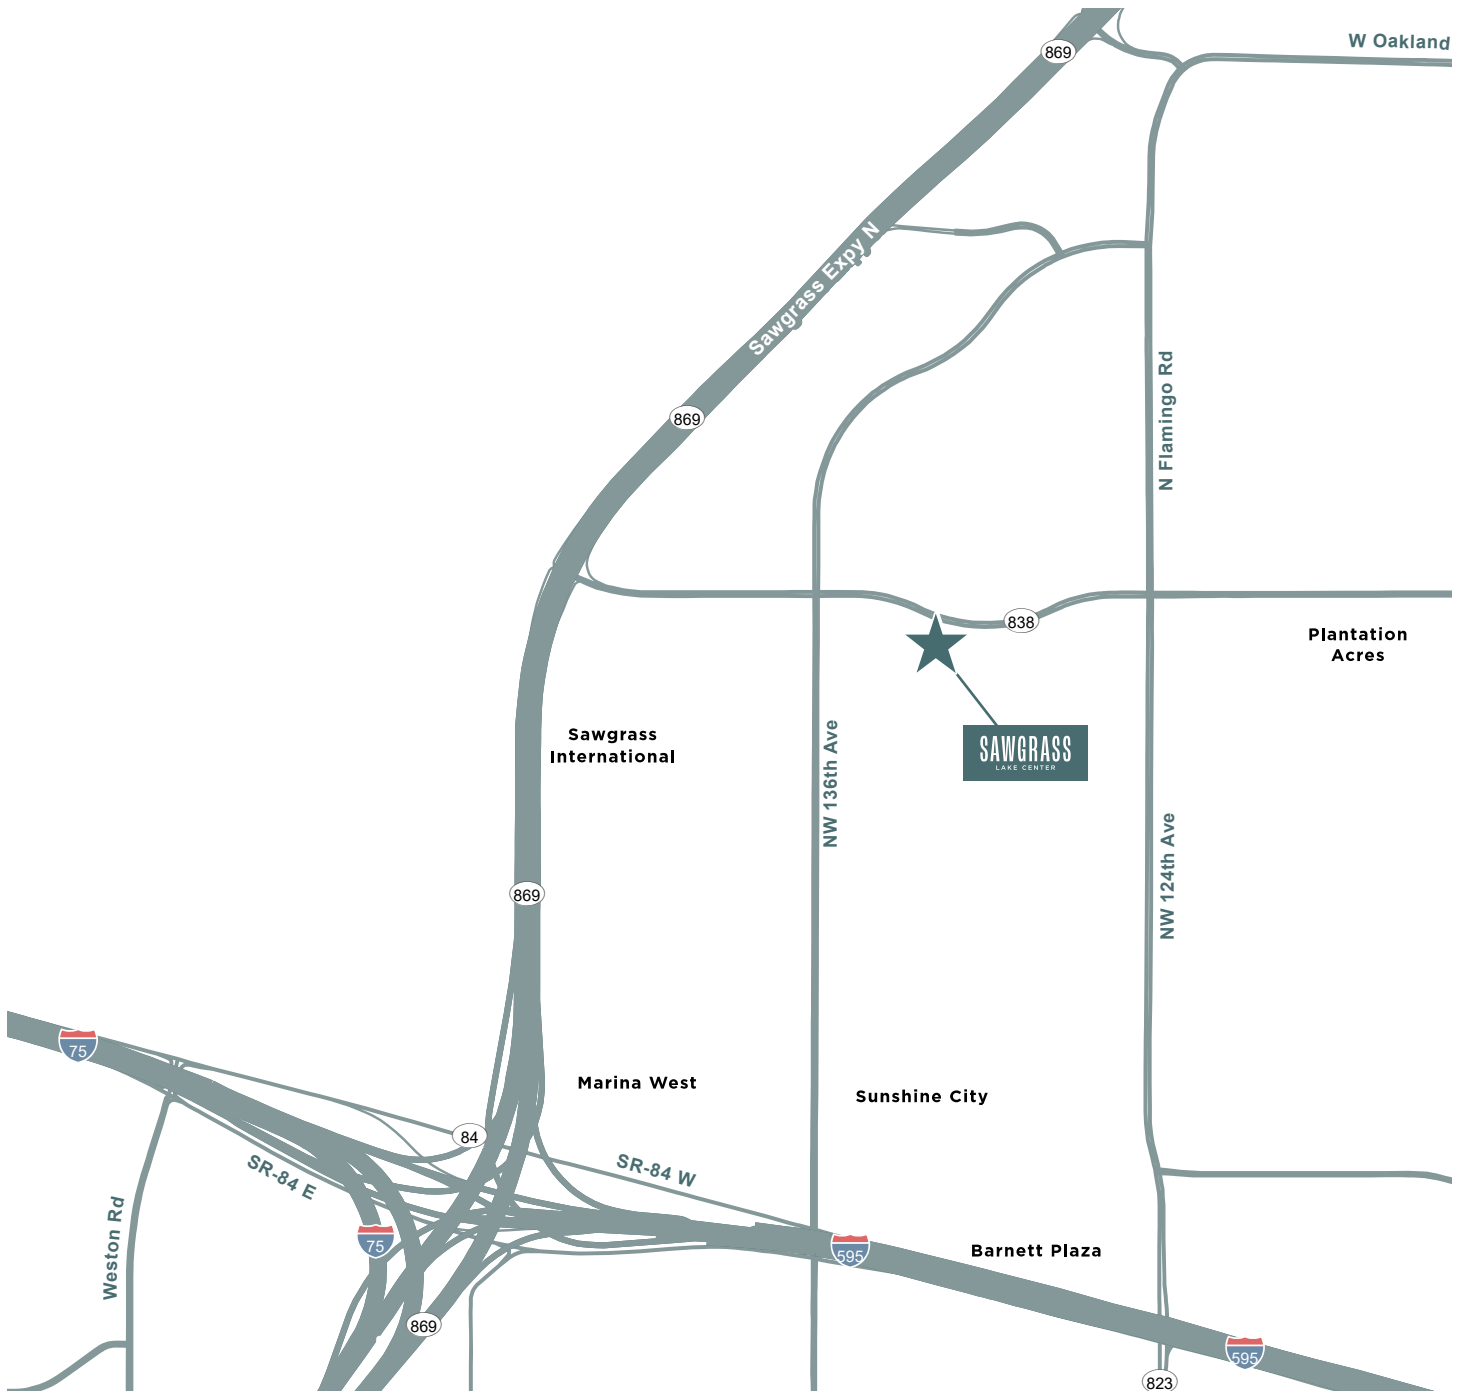 W Oakland
869
Sawgrass Expy N
N Flamingo Rd
869
838
Plantation
Acres
Sawgrass
International
SAWGRASS
LAKE CENTER
NW 136th Ave
NW 124th Ave
869
75
Marina West
Sunshine City
84
SR-84 E
SR-84 W
Weston Rd
75
595
Barnett Plaza
869
595
823